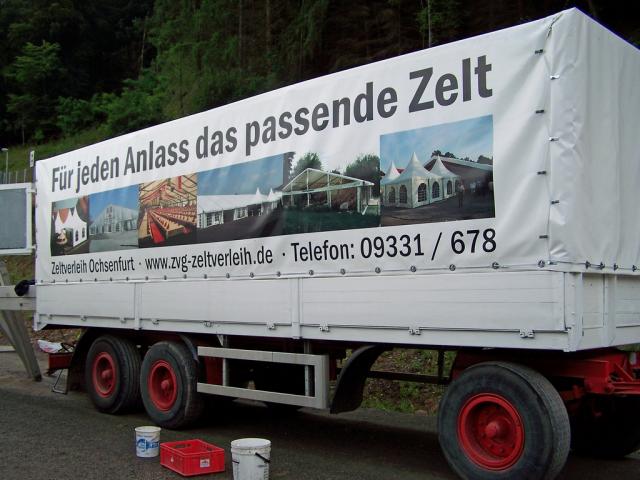 Für jeden Anlass das passende Zelt
Zeltverleih Ochsenfurt · www.zvg-zeltverleih.de · Telefon: 09331 / 678